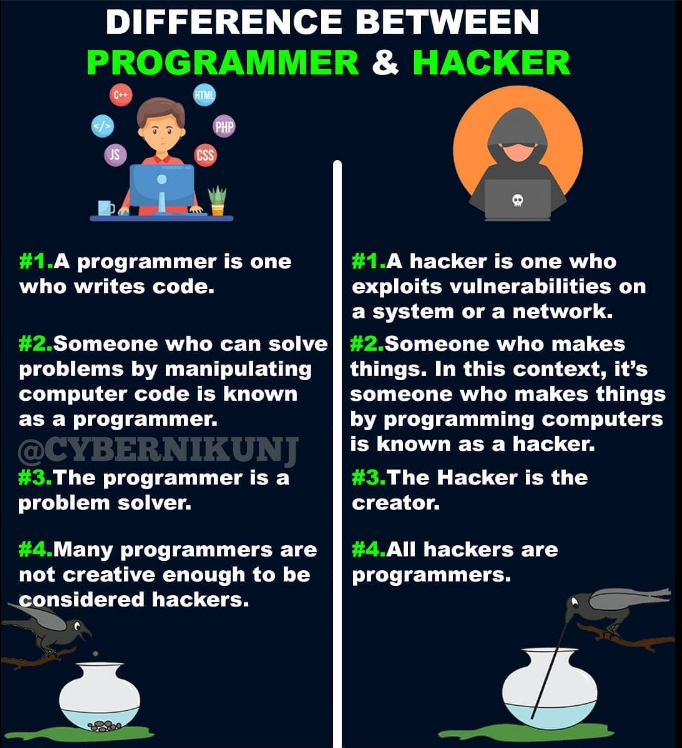 DIFFERENCE BETWEEN
PROGRAMMER & HACKER
C++
HTML
</>
PHP
JS
CSS
#1.A programmer is one
who writes code.
#2.Someone who can solve
problems by manipulating
computer code is known
as a programmer.
@CYBERNIKUNJ
#3.The programmer is a
problem solver.
#4.Many programmers are
not creative enough to be
considered hackers.
#1.A hacker is one who
exploits vulnerabilities on
a system or a network.
#2.Someone who makes
things. In this context, it’s
someone who makes things
by programming computers
is known as a hacker.
#3.The Hacker is the
creator.
#4.All hackers are
programmers.